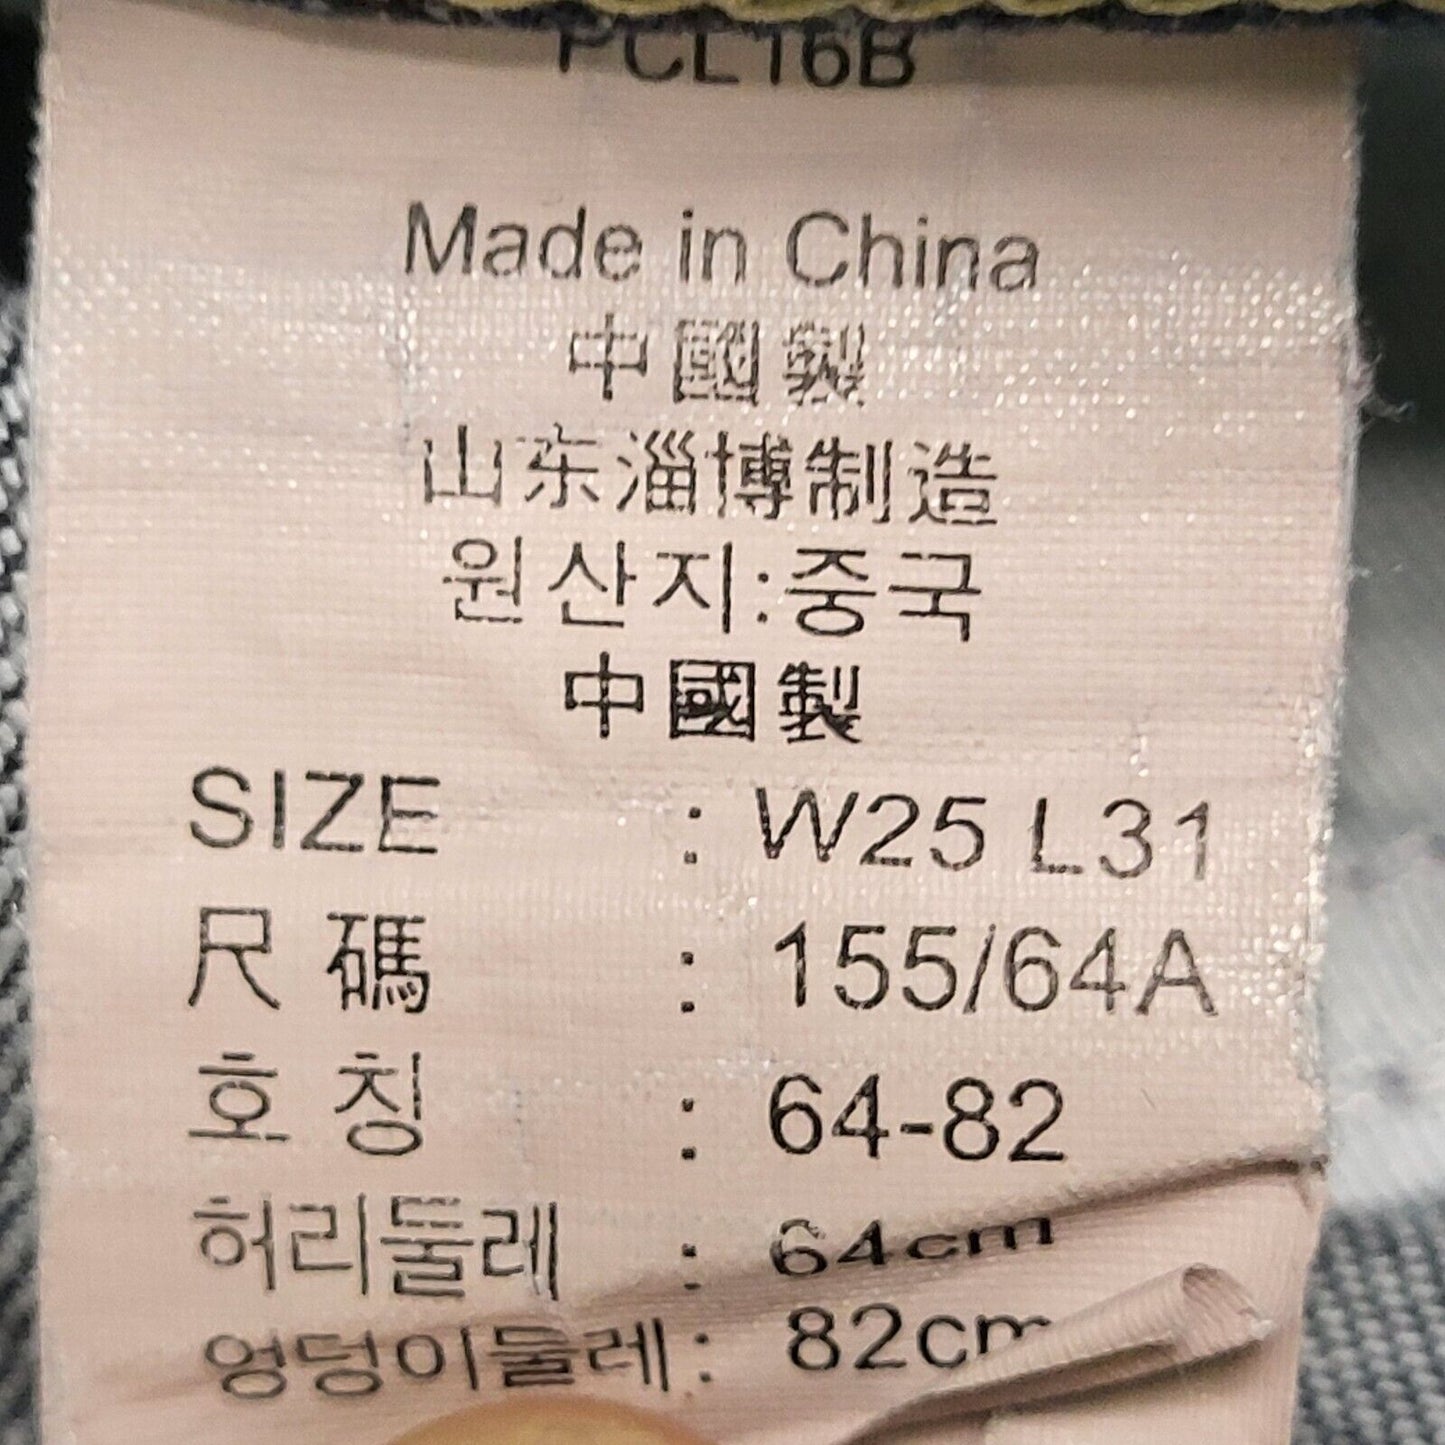 PCL16B
Made in China
中國製
山东淄博制造
원산지:중국
中國製
SIZE : W25 L31
尺碼 : 155/64A
호칭 : 64-82
허리둘레 : 64cm
엉덩이둘레 : 82cm